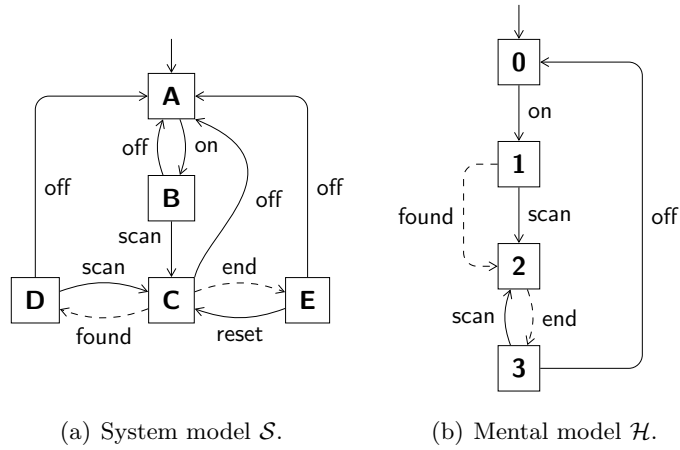 A
off
on
B
off
off
off
scan
scan
end
D
C
E
found
reset
(a) System model S.
0
on
1
found
scan
off
2
scan
end
3
(b) Mental model H.